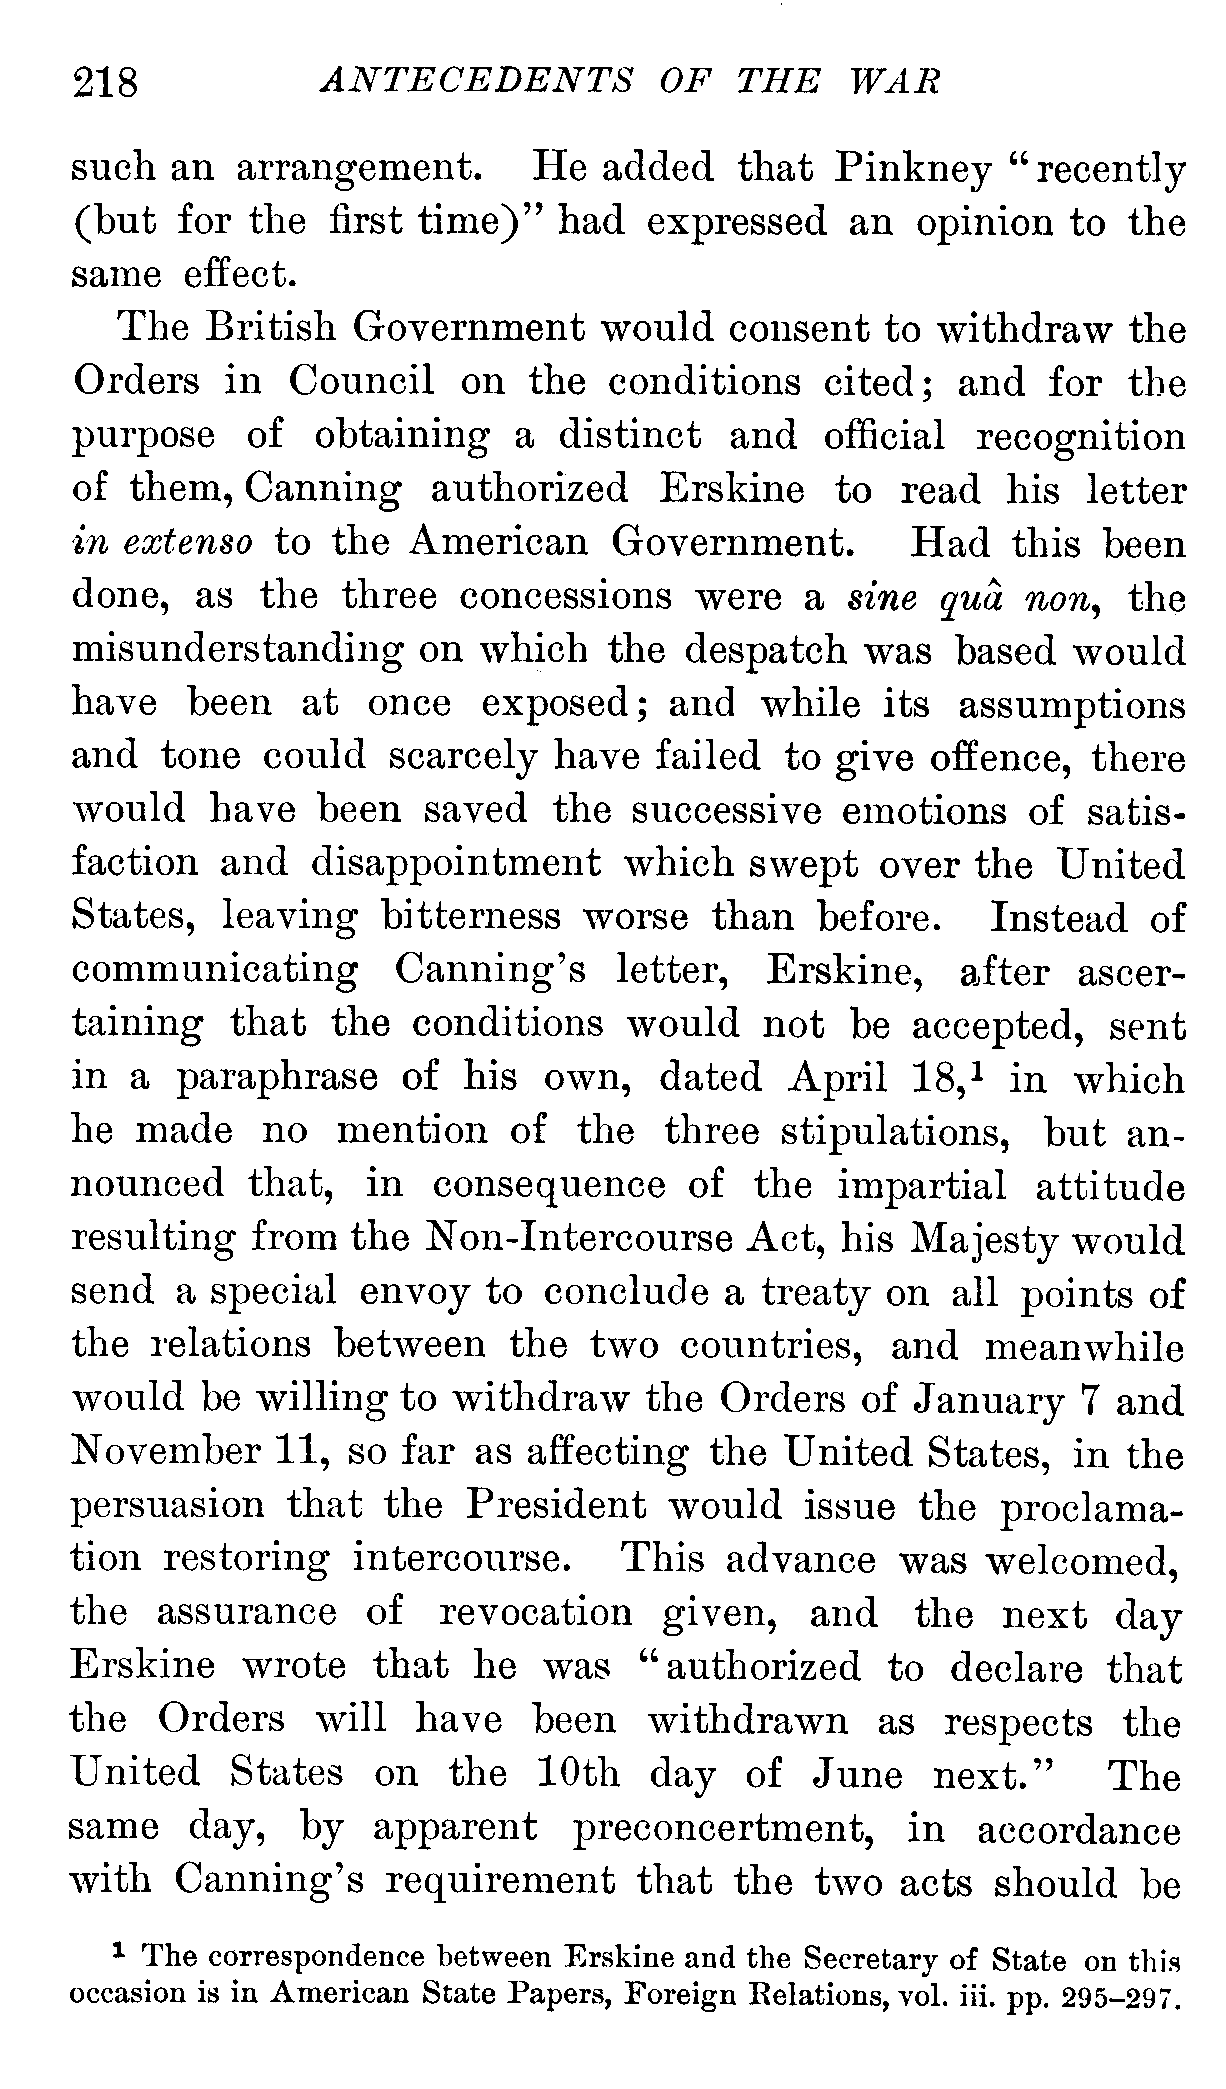 218 ANTECEDENTS OF THE WAR
such an arrangement. He added that Pinkney “recently
(but for the first time)” had expressed an opinion to the
same effect.
The British Government would consent to withdraw the
Orders in Council on the conditions cited; and for the
purpose of obtaining a distinct and official recognition
of them, Canning authorized Erskine to read his letter
in extenso to the American Government. Had this been
done, as the three concessions were a sine quâ non, the
misunderstanding on which the despatch was based would
have been at once exposed; and while its assumptions
and tone could scarcely have failed to give offence, there
would have been saved the successive emotions of satis-
faction and disappointment which swept over the United
States, leaving bitterness worse than before. Instead of
communicating Canning’s letter, Erskine, after ascer-
taining that the conditions would not be accepted, sent
in a paraphrase of his own, dated April 18,¹ in which
he made no mention of the three stipulations, but an-
nounced that, in consequence of the impartial attitude
resulting from the Non-Intercourse Act, his Majesty would
send a special envoy to conclude a treaty on all points of
the relations between the two countries, and meanwhile
would be willing to withdraw the Orders of January 7 and
November 11, so far as affecting the United States, in the
persuasion that the President would issue the proclama-
tion restoring intercourse. This advance was welcomed,
the assurance of revocation given, and the next day
Erskine wrote that he was “authorized to declare that
the Orders will have been withdrawn as respects the
United States on the 10th day of June next.” The
same day, by apparent preconcertment, in accordance
with Canning’s requirement that the two acts should be
¹ The correspondence between Erskine and the Secretary of State on this
occasion is in American State Papers, Foreign Relations, vol. iii. pp. 295–297.